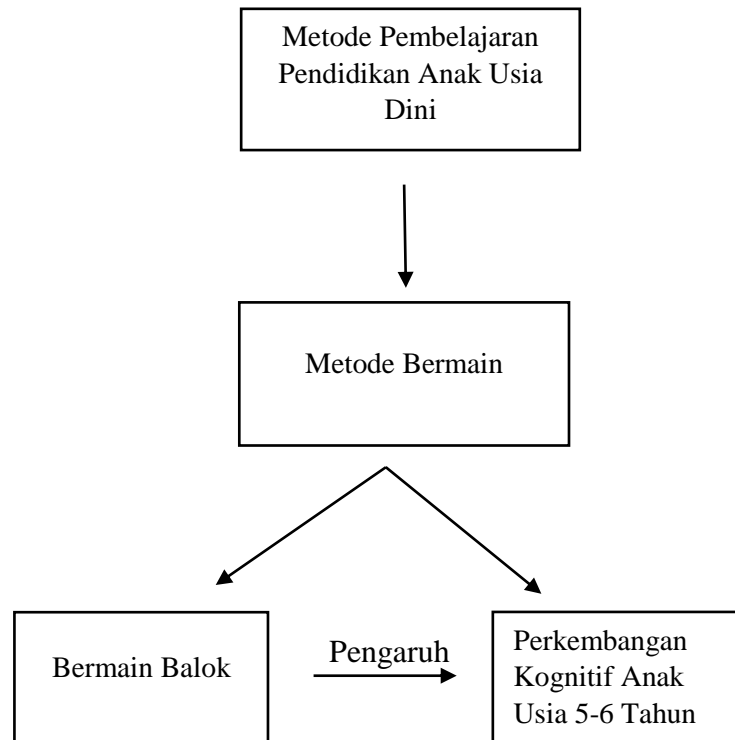 Metode Pembelajaran
Pendidikan Anak Usia
Dini
Metode Bermain
Bermain Balok
Pengaruh
Perkembangan
Kognitif Anak
Usia 5-6 Tahun